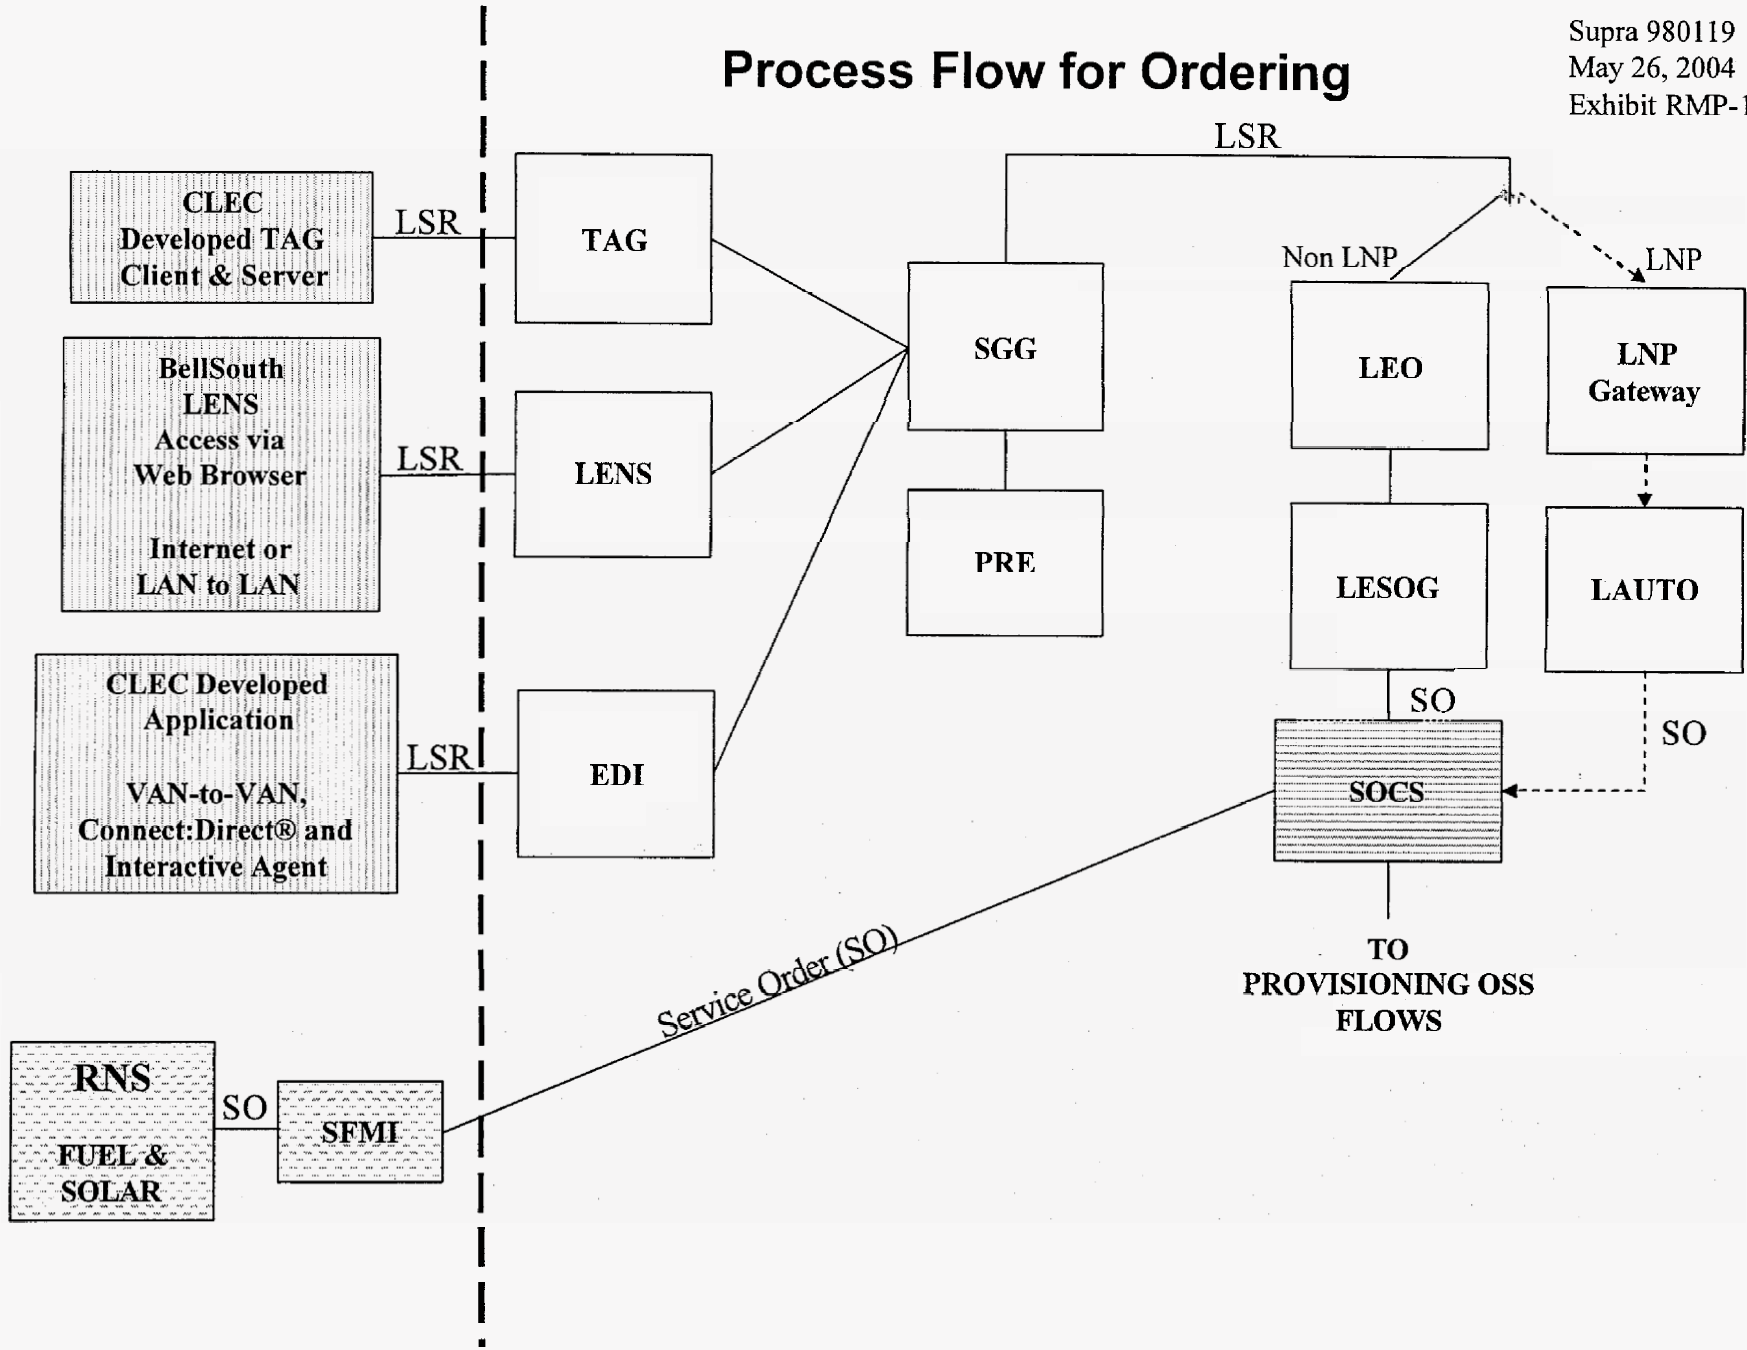 Supra 980119
May 26, 2004
Exhibit RMP-1
Process Flow for Ordering
LSR
CLEC
Developed TAG
Client & Server
LSR
TAG
SGG
Non LNP
LNP
LEO
LNP
Gateway
BellSouth
LENS
Access via
Web Browser
Internet or
LAN to LAN
LSR
LENS
PRE
LESOG
LAUTO
CLEC Developed
Application
VAN-to-VAN,
Connect:Direct® and
Interactive Agent
LSR
EDI
SO
SO
SOCS
Service Order (SO)
TO
PROVISIONING OSS
FLOWS
RNS
FUEL &
SOLAR
SO
SFMI